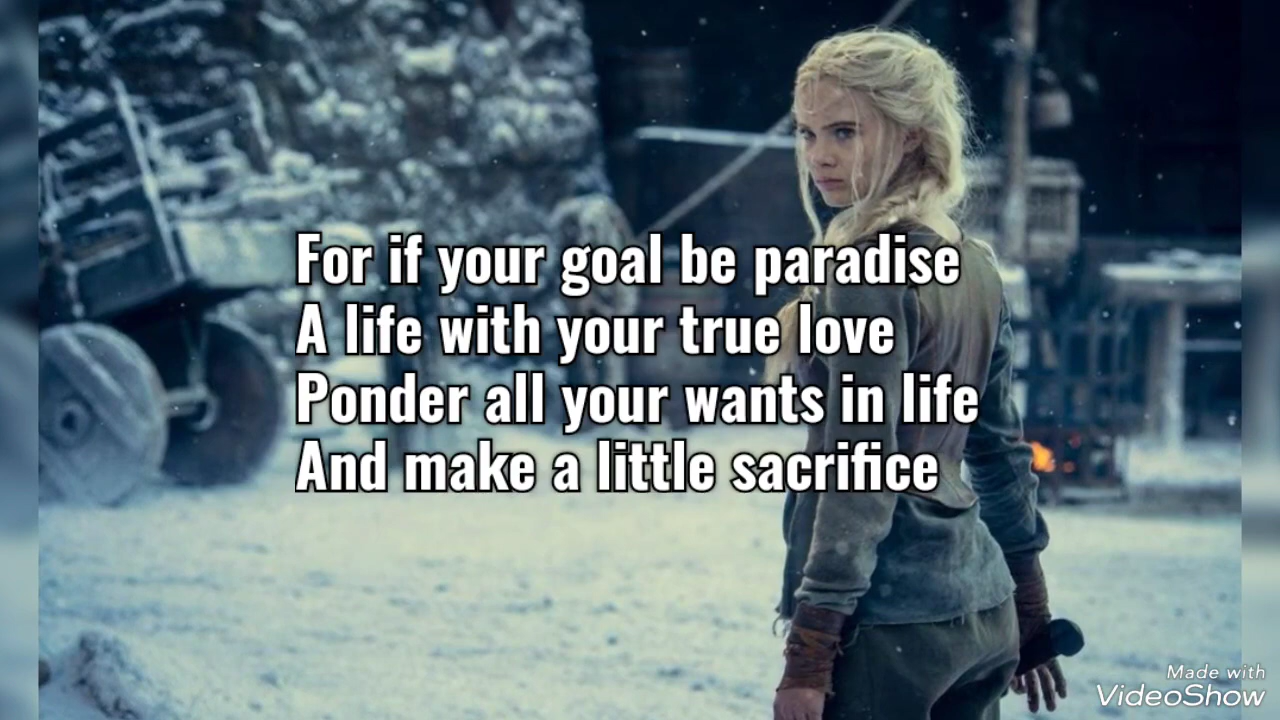 For if your goal be paradise
A life with your true love
Ponder all your wants in life
And make a little sacrifice
Made with
VideoShow